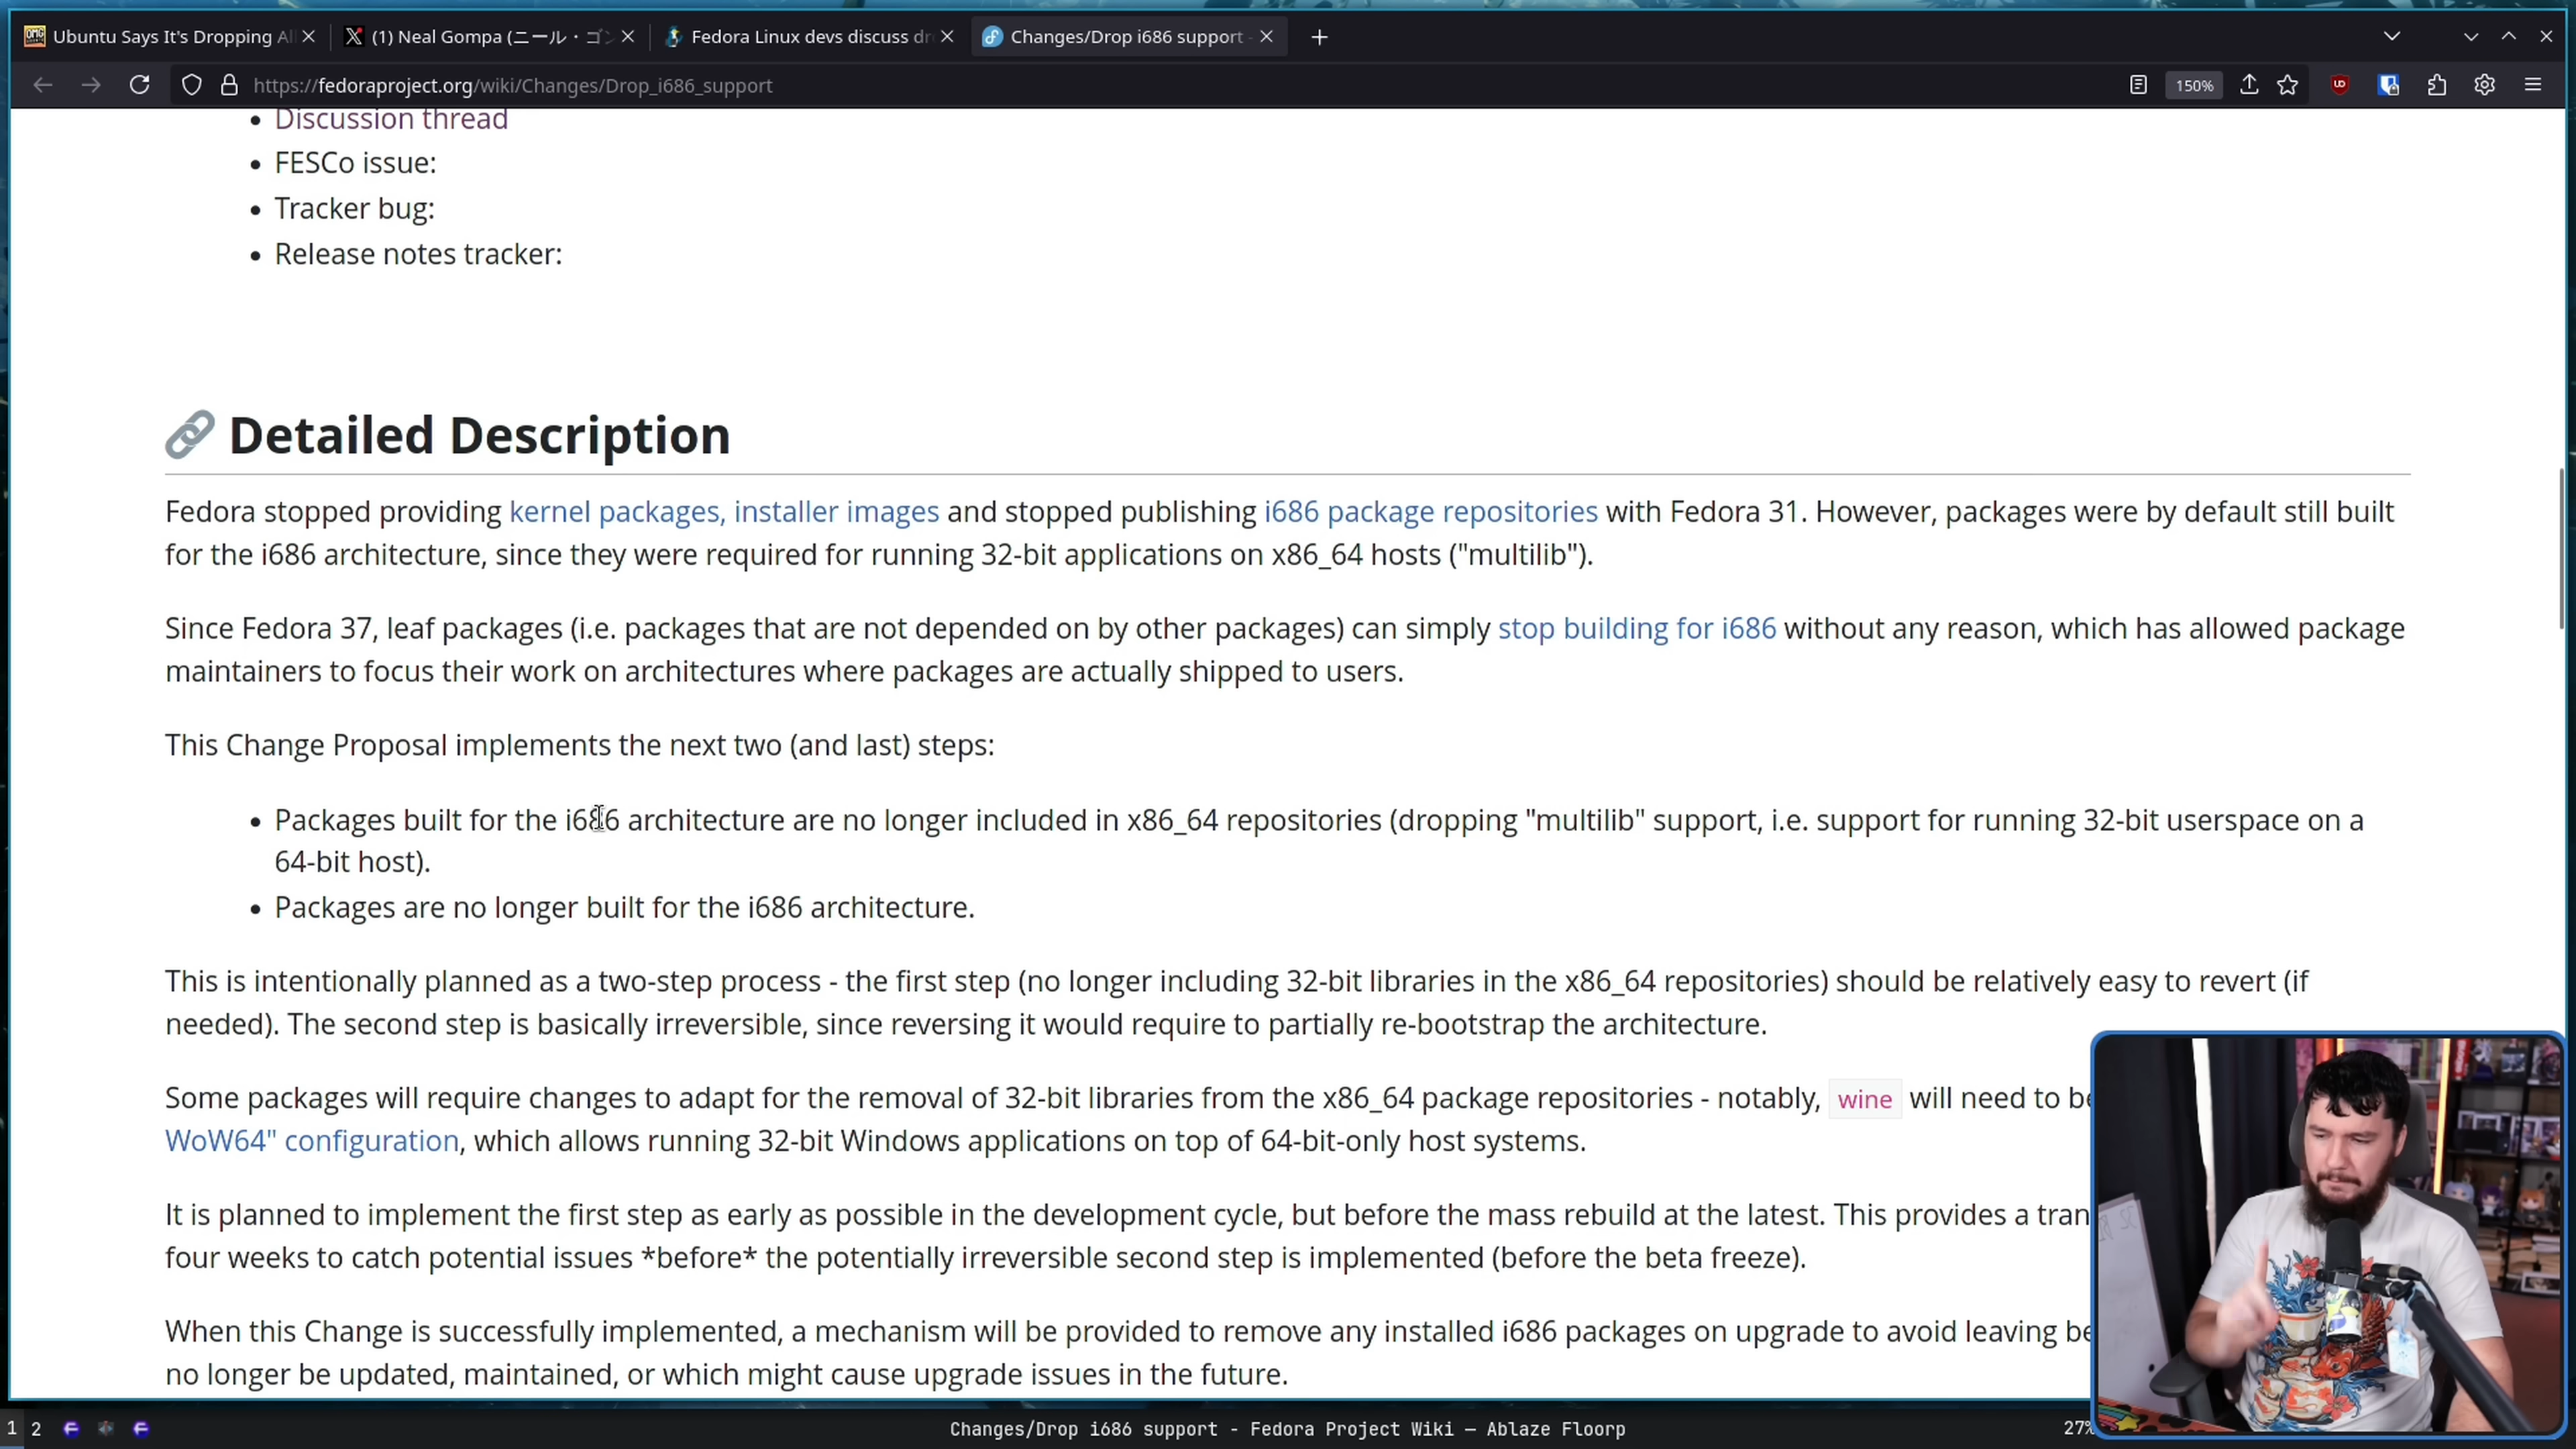 Ubuntu Says It's Dropping Al
(1) Neal Gompa (ニール・ゴン
Fedora Linux devs discuss dr
Changes/Drop i686 support -
https://fedoraproject.org/wiki/Changes/Drop_i686_support
150%
Discussion thread
FESCo issue:
Tracker bug:
Release notes tracker:
Detailed Description
Fedora stopped providing kernel packages, installer images and stopped publishing i686 package repositories with Fedora 31. However, packages were by default still built
for the i686 architecture, since they were required for running 32-bit applications on x86_64 hosts ("multilib").
Since Fedora 37, leaf packages (i.e. packages that are not depended on by other packages) can simply stop building for i686 without any reason, which has allowed package
maintainers to focus their work on architectures where packages are actually shipped to users.
This Change Proposal implements the next two (and last) steps:
Packages built for the i686 architecture are no longer included in x86_64 repositories (dropping "multilib" support, i.e. support for running 32-bit userspace on a
64-bit host).
Packages are no longer built for the i686 architecture.
This is intentionally planned as a two-step process - the first step (no longer including 32-bit libraries in the x86_64 repositories) should be relatively easy to revert (if
needed). The second step is basically irreversible, since reversing it would require to partially re-bootstrap the architecture.
Some packages will require changes to adapt for the removal of 32-bit libraries from the x86_64 package repositories - notably, wine will need to be
WoW64" configuration, which allows running 32-bit Windows applications on top of 64-bit-only host systems.
It is planned to implement the first step as early as possible in the development cycle, but before the mass rebuild at the latest. This provides a tran
four weeks to catch potential issues *before* the potentially irreversible second step is implemented (before the beta freeze).
When this Change is successfully implemented, a mechanism will be provided to remove any installed i686 packages on upgrade to avoid leaving be
no longer be updated, maintained, or which might cause upgrade issues in the future.
1 2
Changes/Drop i686 support - Fedora Project Wiki — Ablaze Floorp
27%